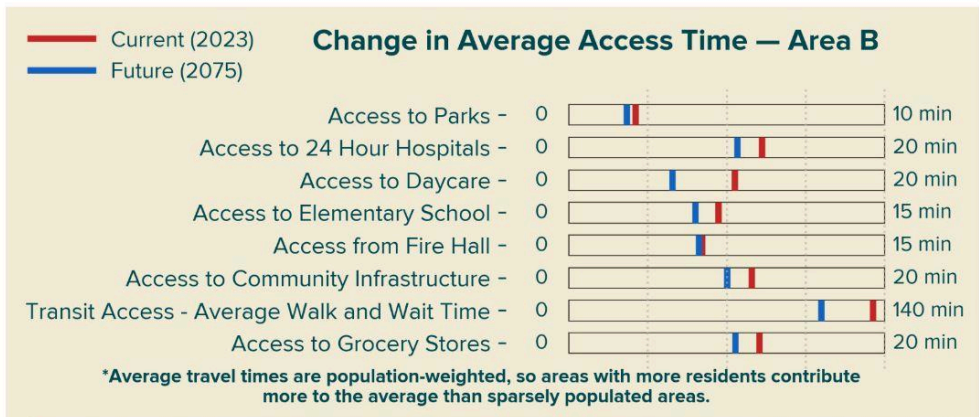 Current (2023)
Future (2075)
Change in Average Access Time — Area B
Access to Parks - 0 10 min
Access to 24 Hour Hospitals - 0 20 min
Access to Daycare - 0 20 min
Access to Elementary School - 0 15 min
Access from Fire Hall - 0 15 min
Access to Community Infrastructure - 0 20 min
Transit Access - Average Walk and Wait Time - 0 140 min
Access to Grocery Stores - 0 20 min
*Average travel times are population-weighted, so areas with more residents contribute
more to the average than sparsely populated areas.